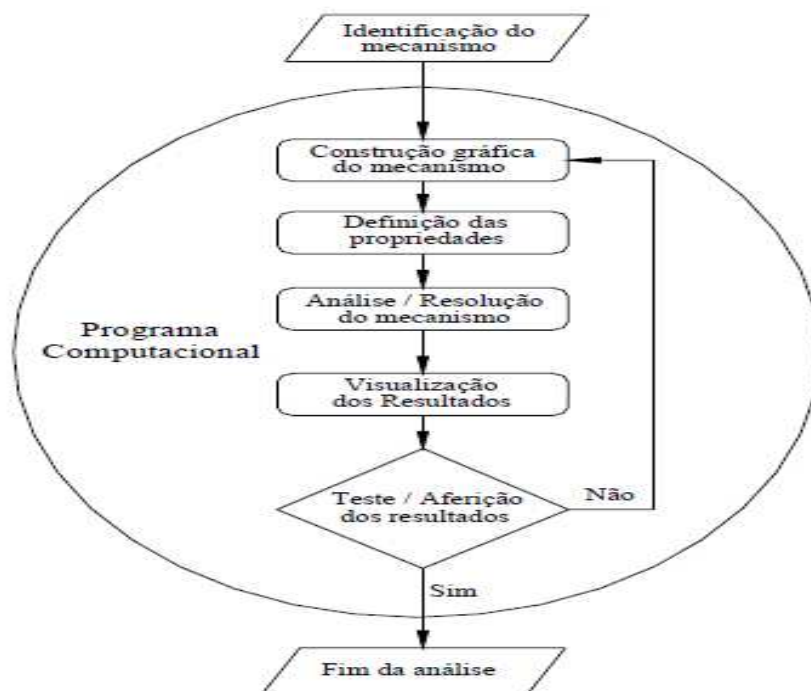 Identificação do
mecanismo
Construção gráfica
do mecanismo
Definição das
propriedades
Análise / Resolução
do mecanismo
Programa
Computacional
Visualização
dos Resultados
Teste / Aferição
dos resultados
Não
Sim
Fim da análise